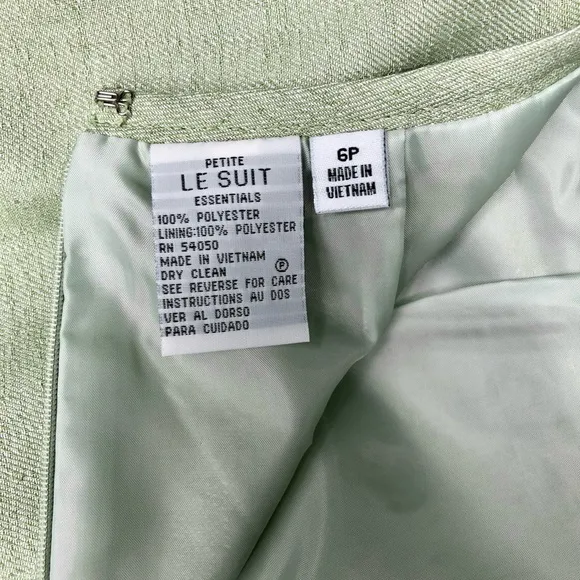 PETITE
LE SUIT
ESSENTIALS
100% POLYESTER
LINING:100% POLYESTER
RN 54050
MADE IN VIETNAM
DRY CLEAN Ⓟ
SEE REVERSE FOR CARE
INSTRUCTIONS AU DOS
VER AL DORSO
PARA CUIDADO
6P
MADE IN
VIETNAM